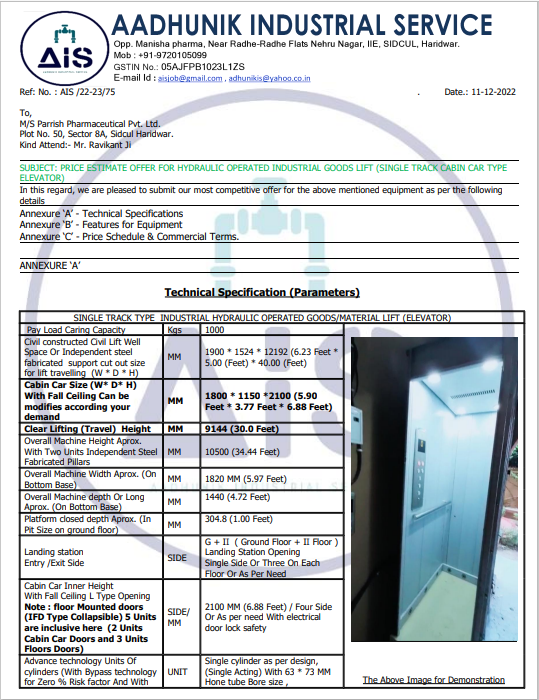 AiS
AADHUNIK INDUSTRIAL SERVICE
AADHUNIK INDUSTRIAL SERVICE
Opp. Manisha pharma, Near Radhe-Radhe Flats Nehru Nagar, IIE, SIDCUL, Haridwar.
Mob : +91-9720105099
GSTIN No.: 05AJFPB1023L1ZS
E-mail Id : aisjob@gmail.com , adhunikis@yahoo.co.in
Ref: No. : AIS /22-23/75 . Date.: 11-12-2022
To,
M/S Parrish Pharmaceutical Pvt. Ltd.
Plot No. 50, Sector 8A, Sidcul Haridwar.
Kind Attend:- Mr. Ravikant Ji
SUBJECT: PRICE ESTIMATE OFFER FOR HYDRAULIC OPERATED INDUSTRIAL GOODS LIFT (SINGLE TRACK CABIN CAR TYPE
ELEVATOR)
In this regard, we are pleased to submit our most competitive offer for the above mentioned equipment as per the following
details
Annexure ‘A’ - Technical Specifications
Annexure ‘B’ - Features for Equipment
Annexure ‘C’ - Price Schedule & Commercial Terms.
ANNEXURE ‘A’
Technical Specification (Parameters)
SINGLE TRACK TYPE INDUSTRIAL HYDRAULIC OPERATED GOODS/MATERIAL LIFT (ELEVATOR)
Pay Load Caring Capacity Kgs 1000
Civil constructed Civil Lift Well
Space Or Independent steel
fabricated support cut out size
for lift travelling (W * D * H)
MM
1900 * 1524 * 12192 (6.23 Feet *
5.00 (Feet) * 40.00 (Feet)
Cabin Car Size (W* D* H)
With Fall Ceiling Can be
modifies according your
demand
MM
1800 * 1150 *2100 (5.90
Feet * 3.77 Feet * 6.88 Feet)
Clear Lifting (Travel) Height MM 9144 (30.0 Feet)
Overall Machine Height Aprox.
With Two Units Independent Steel
Fabricated Pillars
MM
10500 (34.44 Feet)
Overall Machine Width Aprox. (On
Bottom Base)
MM
1820 MM (5.97 Feet)
Overall Machine depth Or Long
Aprox. (On Bottom Base)
MM
1440 (4.72 Feet)
Platform closed depth Aprox. (In
Pit Size on ground floor)
MM
304.8 (1.00 Feet)
Landing station
Entry /Exit Side
SIDE
G + II ( Ground Floor + II Floor )
Landing Station Opening
Single Side Or Three On Each
Floor Or As Per Need
Cabin Car Inner Height
With Fall Ceiling L Type Opening
Note : floor Mounted doors
(IFD Type Collapsible) 5 Units
are inclusive here (2 Units
Cabin Car Doors and 3 Units
Floors Doors)
SIDE/
MM
2100 MM (6.88 Feet) / Four Side
Or As per need With electrical
door lock safety
Advance technology Units Of
cylinders (With Bypass technology
for Zero % Risk factor And With
UNIT
Single cylinder as per design,
(Single Acting) With 63 * 73 MM
Hone tube Bore size ,
The Above Image for Demonstration